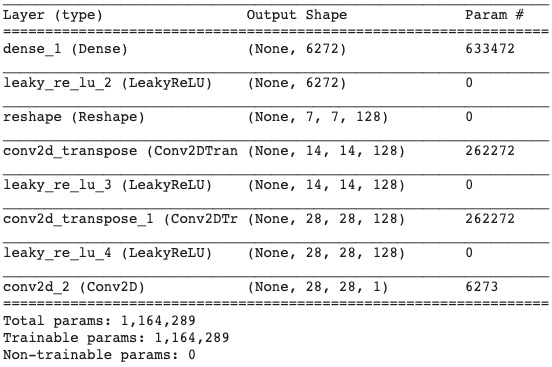 Layer (type) Output Shape Param #
dense_1 (Dense) (None, 6272) 633472
leaky_re_lu_2 (LeakyReLU) (None, 6272) 0
reshape (Reshape) (None, 7, 7, 128) 0
conv2d_transpose (Conv2DTran (None, 14, 14, 128) 262272
leaky_re_lu_3 (LeakyReLU) (None, 14, 14, 128) 0
conv2d_transpose_1 (Conv2DTr (None, 28, 28, 128) 262272
leaky_re_lu_4 (LeakyReLU) (None, 28, 28, 128) 0
conv2d_2 (Conv2D) (None, 28, 28, 1) 6273
Total params: 1,164,289
Trainable params: 1,164,289
Non-trainable params: 0